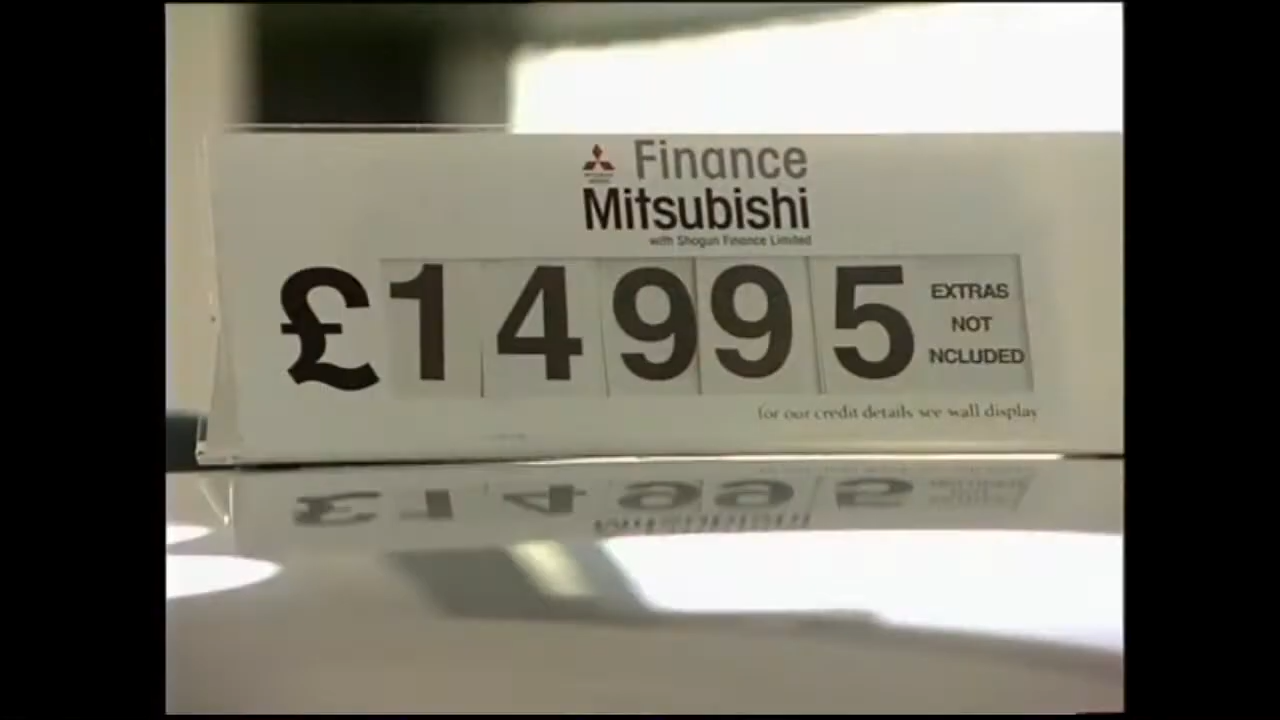 Finance
Mitsubishi
with Shogun Finance Limited
£14995
EXTRAS
NOT
NCLUDED
for our credit details see wall display